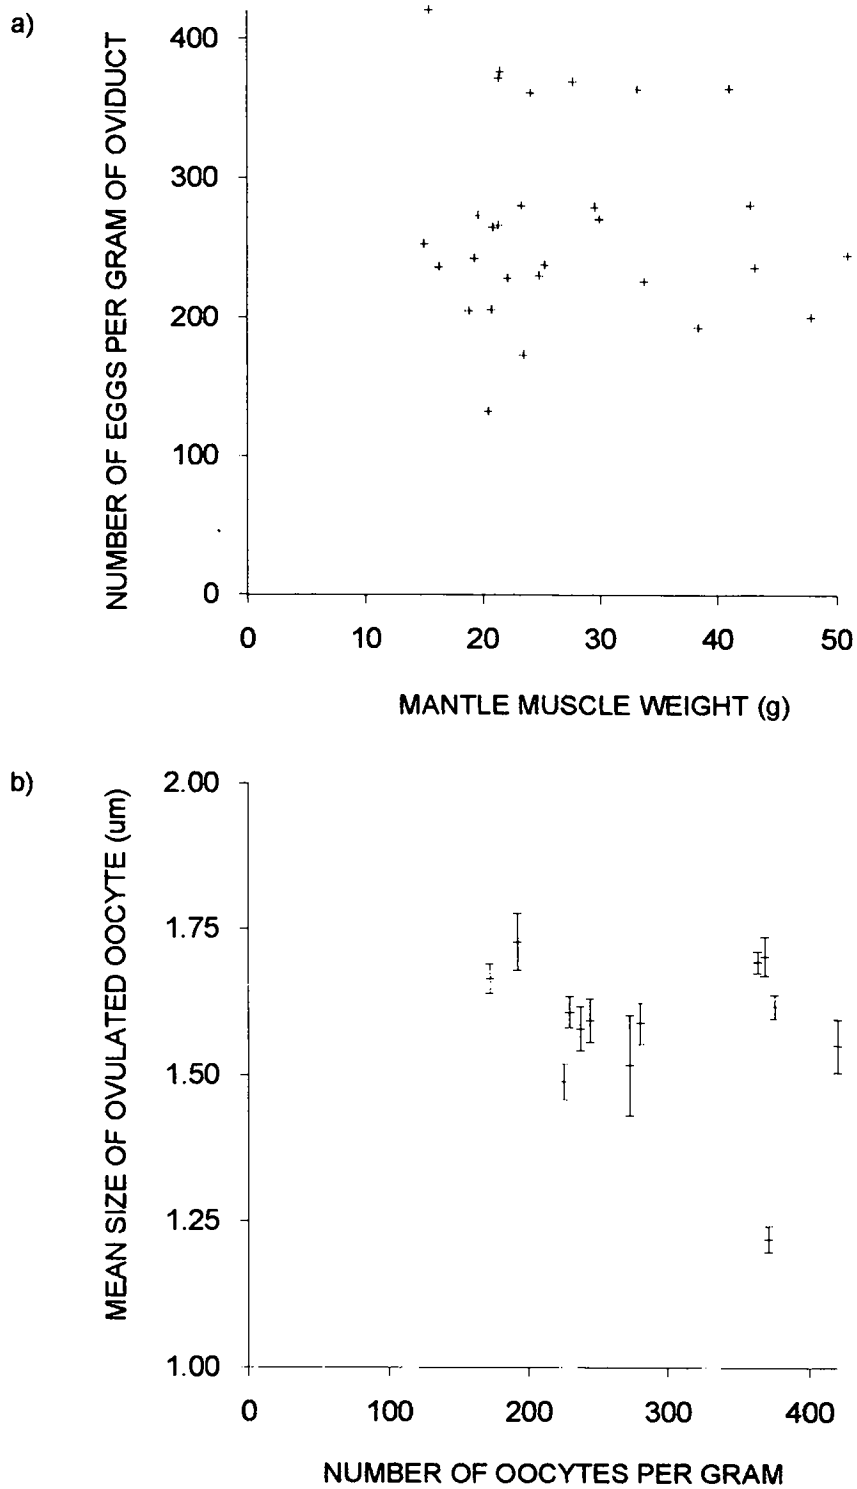 a)
NUMBER OF EGGS PER GRAM OF OVIDUCT
400
300
200
100
0
0 10 20 30 40 50
MANTLE MUSCLE WEIGHT (g)
b)
MEAN SIZE OF OVULATED OOCYTE (um)
2.00
1.75
1.50
1.25
1.00
0 100 200 300 400
NUMBER OF OOCYTES PER GRAM